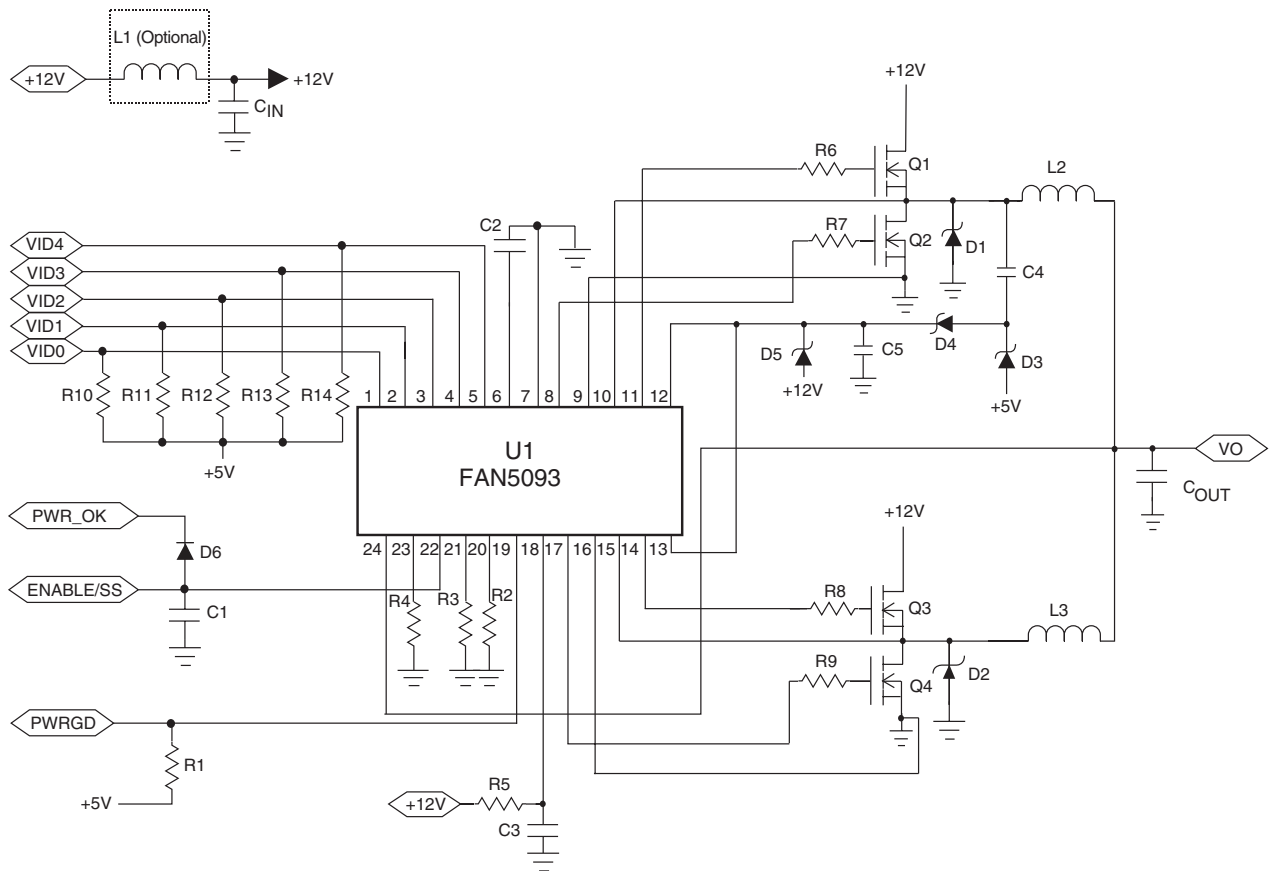 L1 (Optional)
+12V
+12V
CIN
+12V
R6
Q1
L2
C2
R7
Q2
D1
C4
VID4
VID3
VID2
VID1
VID0
D5
C5
D4
D3
+12V
+5V
R10
R11
R12
R13
R14
+5V
1
2
3
4
5
6
7
8
9
10
11
12
U1
FAN5093
VO
COUT
PWR_OK
D6
24
23
22
21
20
19
18
17
16
15
14
13
+12V
ENABLE/SS
C1
R4
R3
R2
R8
Q3
L3
R9
Q4
D2
PWRGD
R1
+5V
+12V
R5
C3